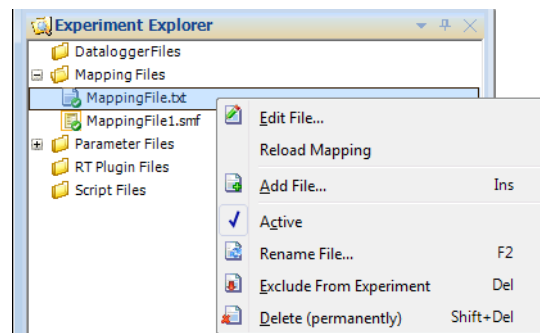 Experiment Explorer
DataloggerFiles
Mapping Files
MappingFile.txt
MappingFile1.smf
Parameter Files
RT Plugin Files
Script Files
Edit File...
Reload Mapping
Add File... Ins
Active
Rename File... F2
Exclude From Experiment Del
Delete (permanently) Shift+Del